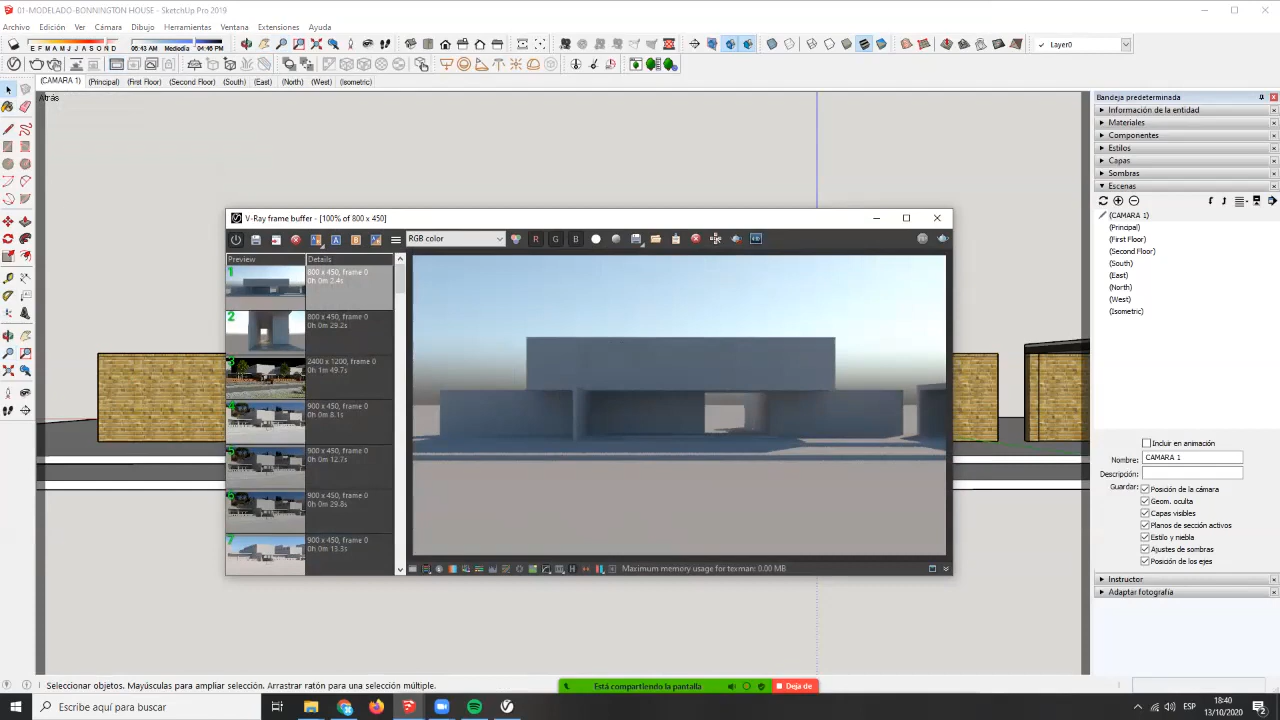 01-MODELADO-BONNINGTON HOUSE - SketchUp Pro 2019
Archivo Edición Ver Cámara Dibujo Herramientas Ventana Extensiones Ayuda
E F M A M J J A S O N D 06:43 AM Mediodía 04:46 PM
Layer0
(CAMARA 1) (Principal) (First Floor) (Second Floor) (South) (East) (North) (West) (Isometric)
Atrás
Bandeja predeterminada
Información de la entidad
Materiales
Componentes
Estilos
Capas
Sombras
Escenas
(CAMARA 1)
(Principal)
(First Floor)
(Second Floor)
(South)
(East)
(North)
(West)
(Isometric)
Incluir en animación
Nombre: CAMARA 1
Descripción:
Guardar: Posición de la cámara
Geom. oculta
Capas visibles
Planos de sección activos
Estilo y niebla
Ajustes de sombras
Posición de los ejes
Instructor
Adaptar fotografía
V-Ray frame buffer - [100% of 800 x 450]
RGB color R G B
Preview Details
1 800 x 450, frame 0
0h 0m 2.4s
2 800 x 450, frame 0
0h 0m 29.2s
3 2400 x 1200, frame 0
0h 1m 49.7s
4 900 x 450, frame 0
0h 0m 8.1s
5 900 x 450, frame 0
0h 0m 12.7s
6 900 x 450, frame 0
0h 0m 29.8s
7 900 x 450, frame 0
0h 0m 13.3s
Maximum memory usage for texman: 0.00 MB
Seleccionar objetos. Mayúsculas para ampliar selección. Arrastrar ratón para una selección múltiple.
Está compartiendo la pantalla Deja de
Escribe aquí para buscar
ESP
18:40
13/10/2020
2